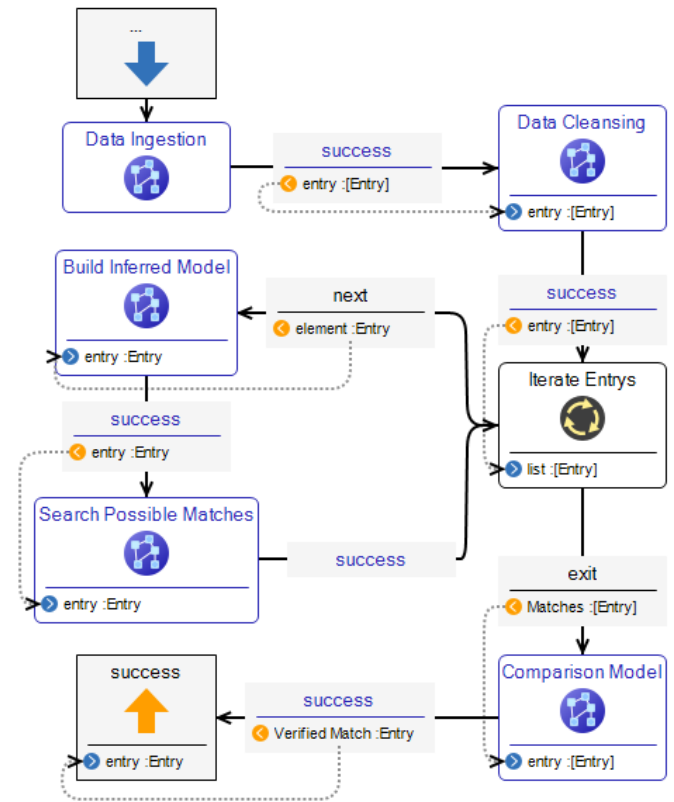 ...
Data Ingestion
success
entry :[Entry]
Data Cleansing
entry :[Entry]
Build Inferred Model
entry :Entry
next
element :Entry
success
entry :[Entry]
Iterate Entrys
list :[Entry]
success
entry :Entry
Search Possible Matches
entry :Entry
success
exit
Matches :[Entry]
Comparison Model
entry :[Entry]
success
Verified Match :Entry
success
entry :Entry